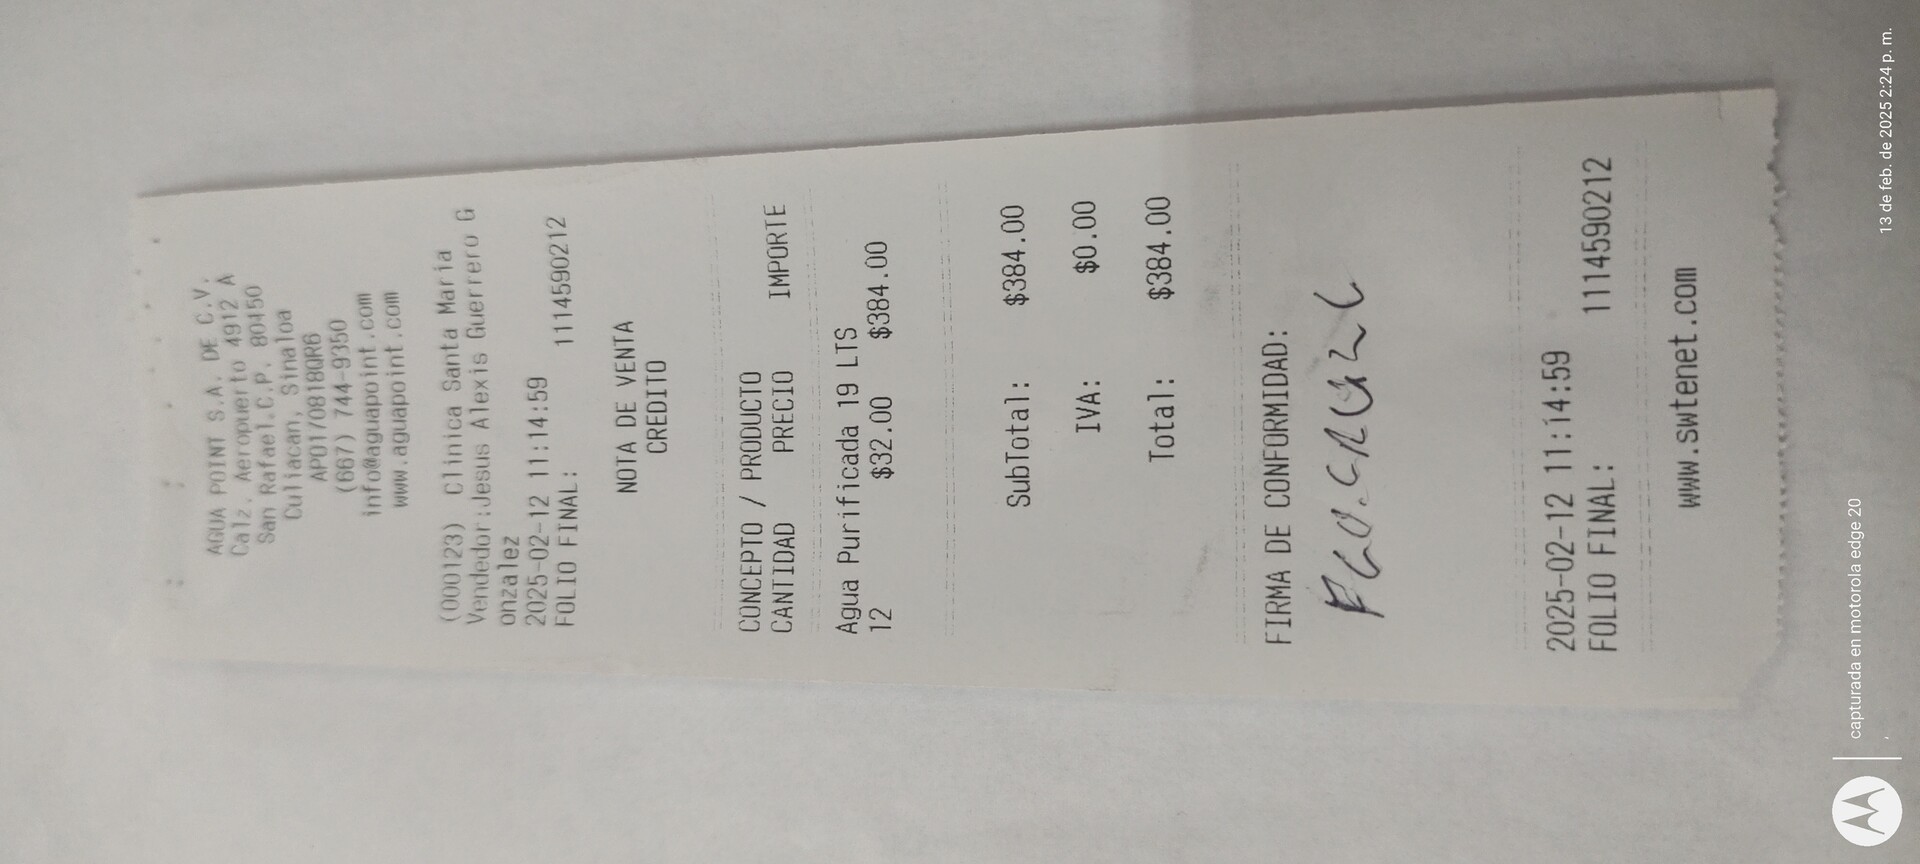 AGUA POINT S.A. DE C.V.
Calz. Aeropuerto 4912 A
San Rafael.C.P. 80150
Culiacan, Sinaloa
APO170818QR6
(667) 744-9350
info@aguapoint.com
www.aguapoint.com
(000123) Clinica Santa Maria
Vendedor:Jesus Alexis Guerrero G
onzalez
2025-02-12 11:14:59
FOLIO FINAL: 1114590212
NOTA DE VENTA
CREDITO
CONCEPTO / PRODUCTO
CANTIDAD PRECIO IMPORTE
Agua Purificada 19 LTS
12 $32.00 $384.00
SubTotal: $384.00
IVA: $0.00
Total: $384.00
FIRMA DE CONFORMIDAD:
2025-02-12 11:14:59
FOLIO FINAL: 1114590212
www.swtenet.com
capturada en motorola edge 20
13 de feb. de 2025 2:24 p. m.